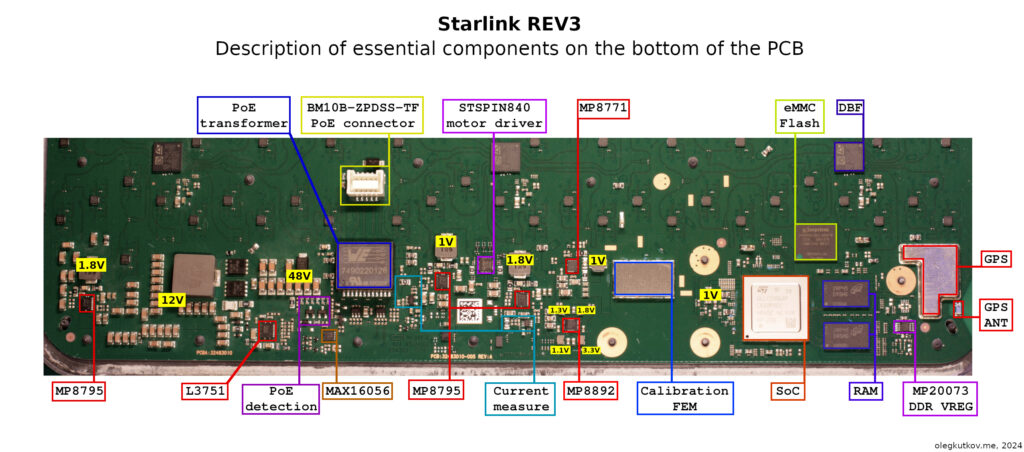 Starlink REV3
Description of essential components on the bottom of the PCB
PoE
transformer
BM10B-ZPDSS-TF
PoE connector
STSPIN840
motor driver
MP8771
eMMC
Flash
DBF
1.8V
12V
48V
7490220126
1V
1.8V
1V
1V
1.3V
1.8V
1.1V
3.3V
GPS
GPS
ANT
MP8795
L3751
PoE
detection
MAX16056
MP8795
Current
measure
MP8892
Calibration
FEM
SoC
RAM
MP20073
DDR VREG
olegkutkov.me, 2024